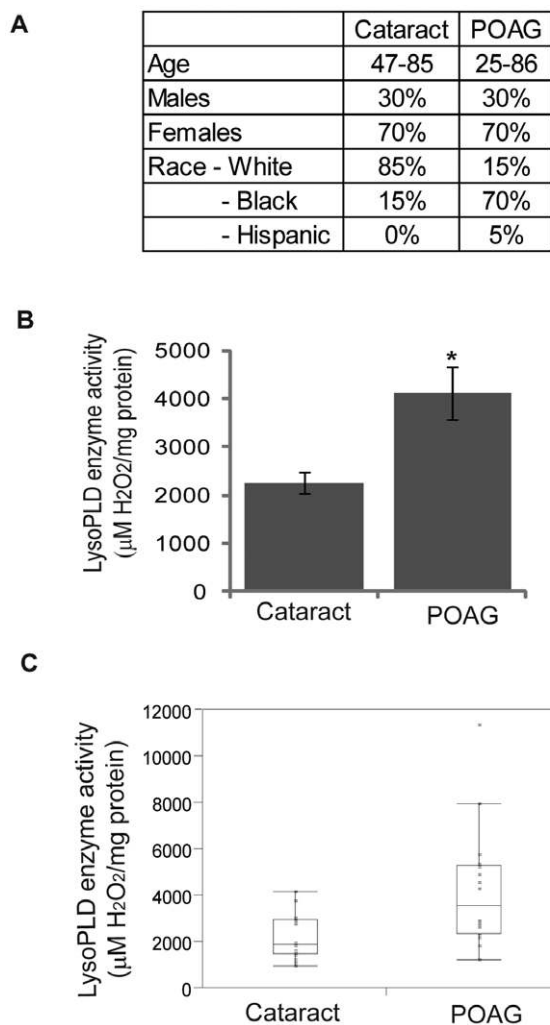 A
Cataract POAG
Age 47-85 25-86
Males 30% 30%
Females 70% 70%
Race - White 85% 15%
- Black 15% 70%
- Hispanic 0% 5%
B
LysoPLD enzyme activity
(µM H2O2/mg protein)
5000
4000
3000
2000
1000
0
*
Cataract POAG
C
LysoPLD enzyme activity
(µM H2O2/mg protein)
12000
10000
8000
6000
4000
2000
0
Cataract POAG